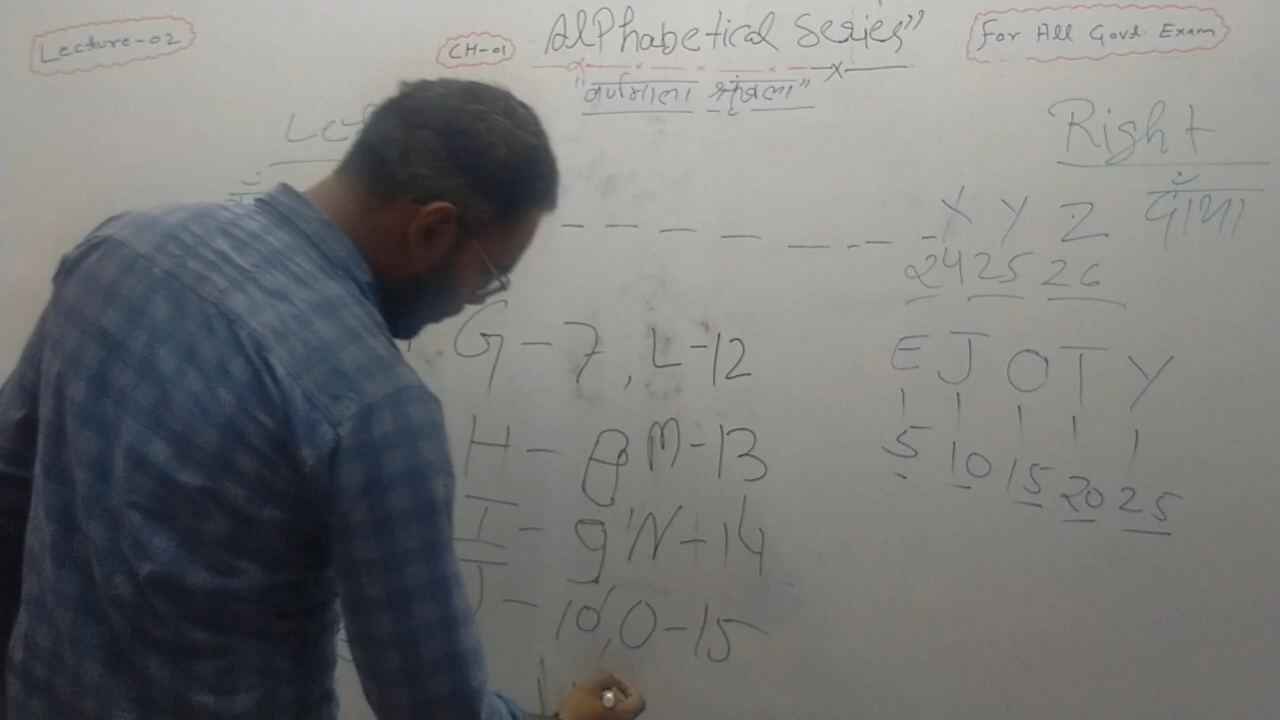 Lecture-02
CH-01
Alphabetical Series"
For All Govt. Exam
"वर्णमाला श्रृंखला"
Right
दाँया
X Y Z
24 25 26
G - 7, L - 12
H - 8 M - 13
I - 9 'N - 14
J - 10, O - 15
E J O T Y
5 10 15 20 25